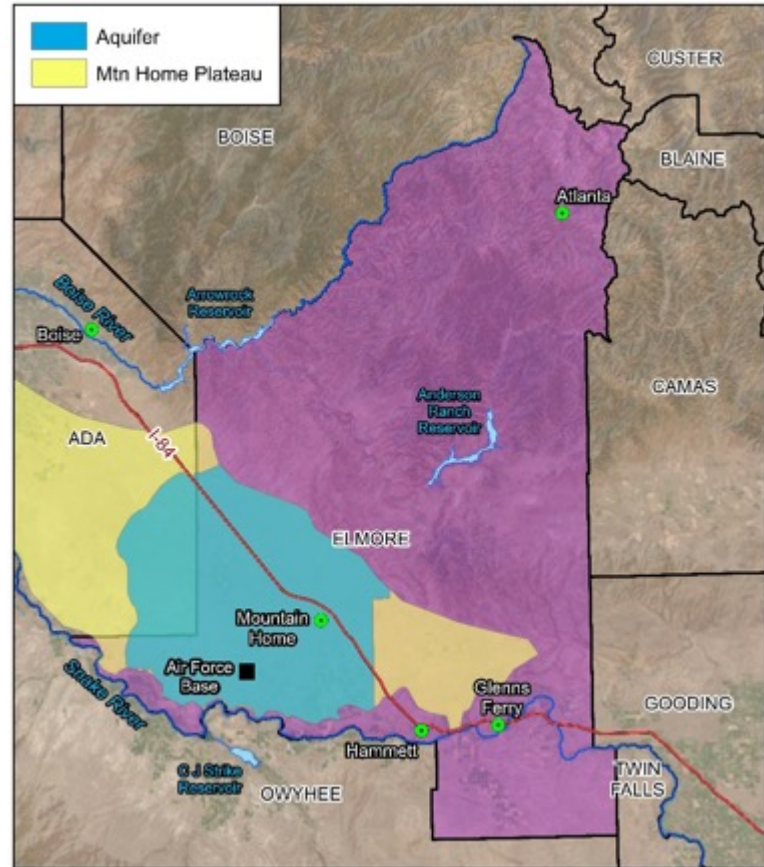 Aquifer
Mtn Home Plateau
CUSTER
BOISE
BLAINE
Atlanta
Boise River
Arrowrock
Reservoir
Boise
CAMAS
Anderson
Ranch
Reservoir
ADA
I-84
ELMORE
Mountain
Home
Air Force
Base
Snake River
Glenns
Ferry
GOODING
Hammett
C J Strike
Reservoir
OWYHEE
TWIN
FALLS